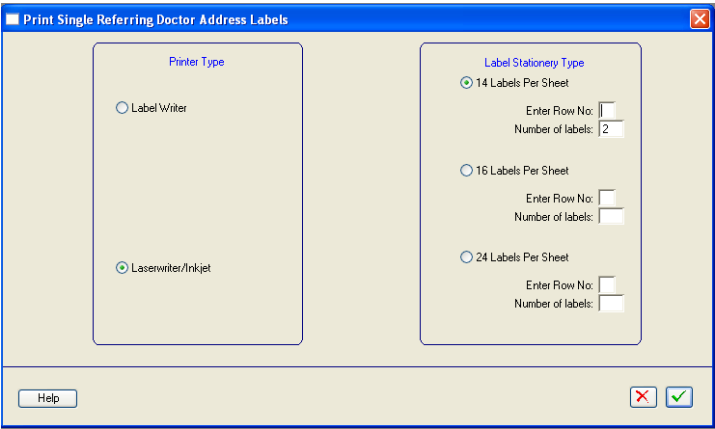 Print Single Referring Doctor Address Labels
Printer Type
Label Writer
Laserwriter/Inkjet
Label Stationery Type
14 Labels Per Sheet
Enter Row No:
Number of labels: 2
16 Labels Per Sheet
Enter Row No:
Number of labels:
24 Labels Per Sheet
Enter Row No:
Number of labels:
Help